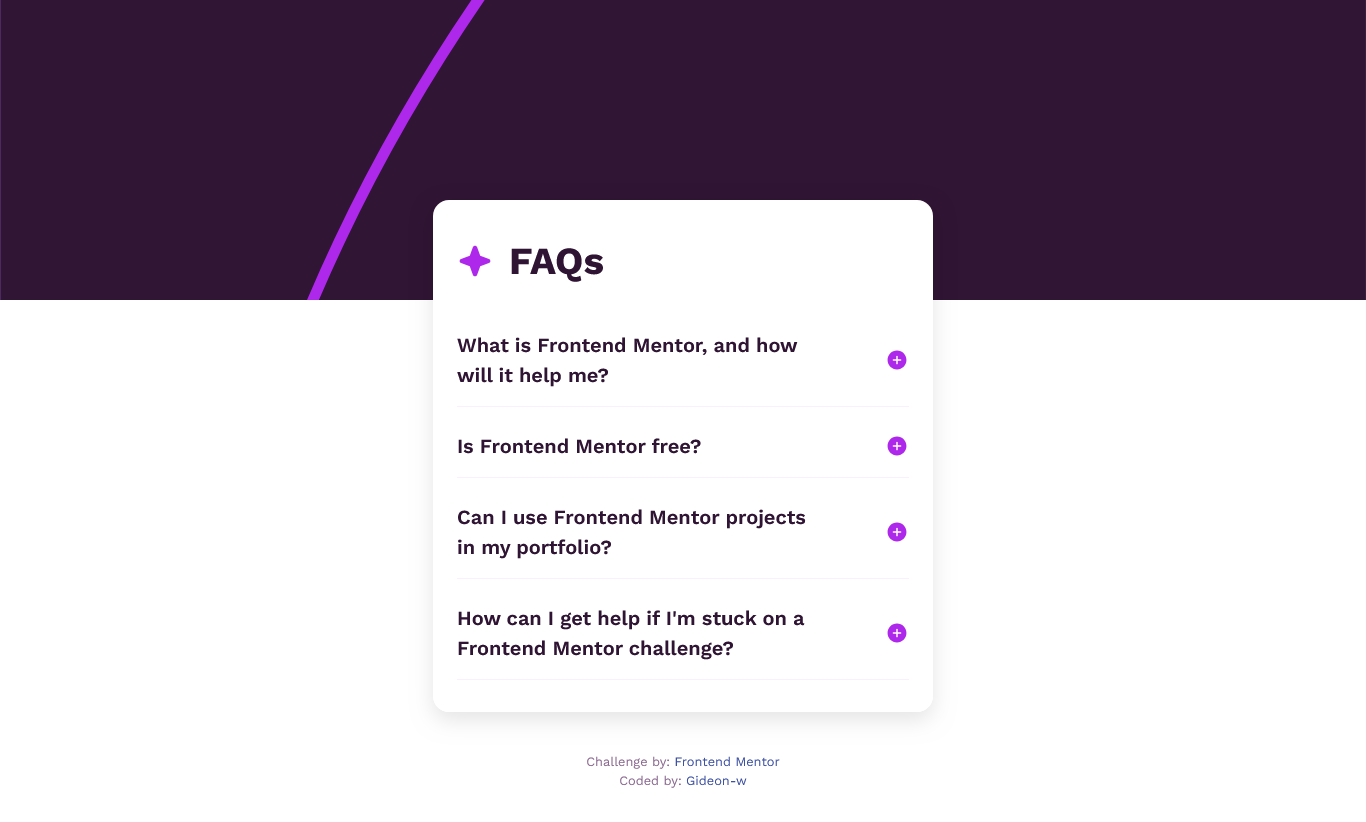 FAQs
What is Frontend Mentor, and how
will it help me?
Is Frontend Mentor free?
Can I use Frontend Mentor projects
in my portfolio?
How can I get help if I'm stuck on a
Frontend Mentor challenge?
Challenge by: Frontend Mentor
Coded by: Gideon-w